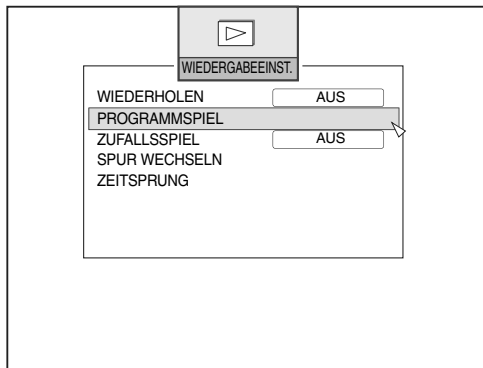 WIEDERGABEEINST.
WIEDERHOLEN AUS
PROGRAMMSPIEL
ZUFALLSSPIEL AUS
SPUR WECHSELN
ZEITSPRUNG